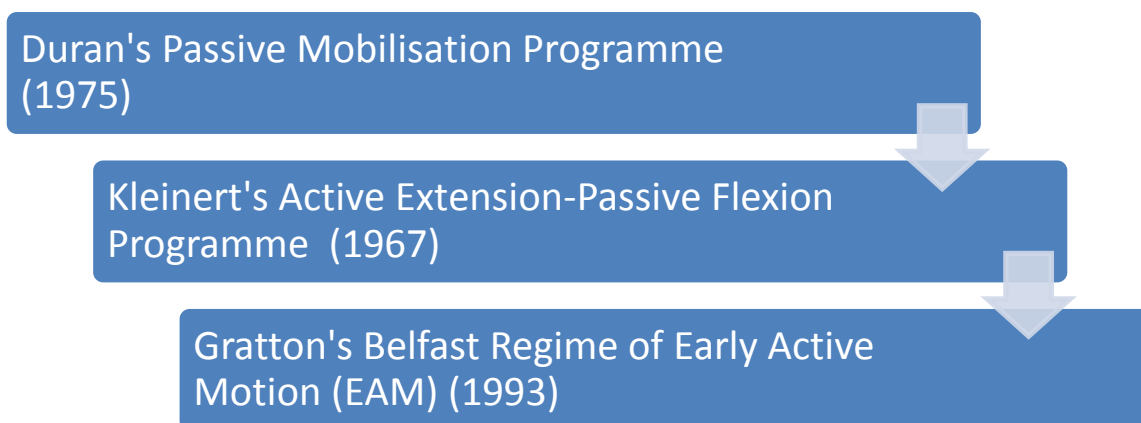 Duran's Passive Mobilisation Programme
(1975)
Kleinert's Active Extension-Passive Flexion
Programme  (1967)
Gratton's Belfast Regime of Early Active
Motion (EAM) (1993)